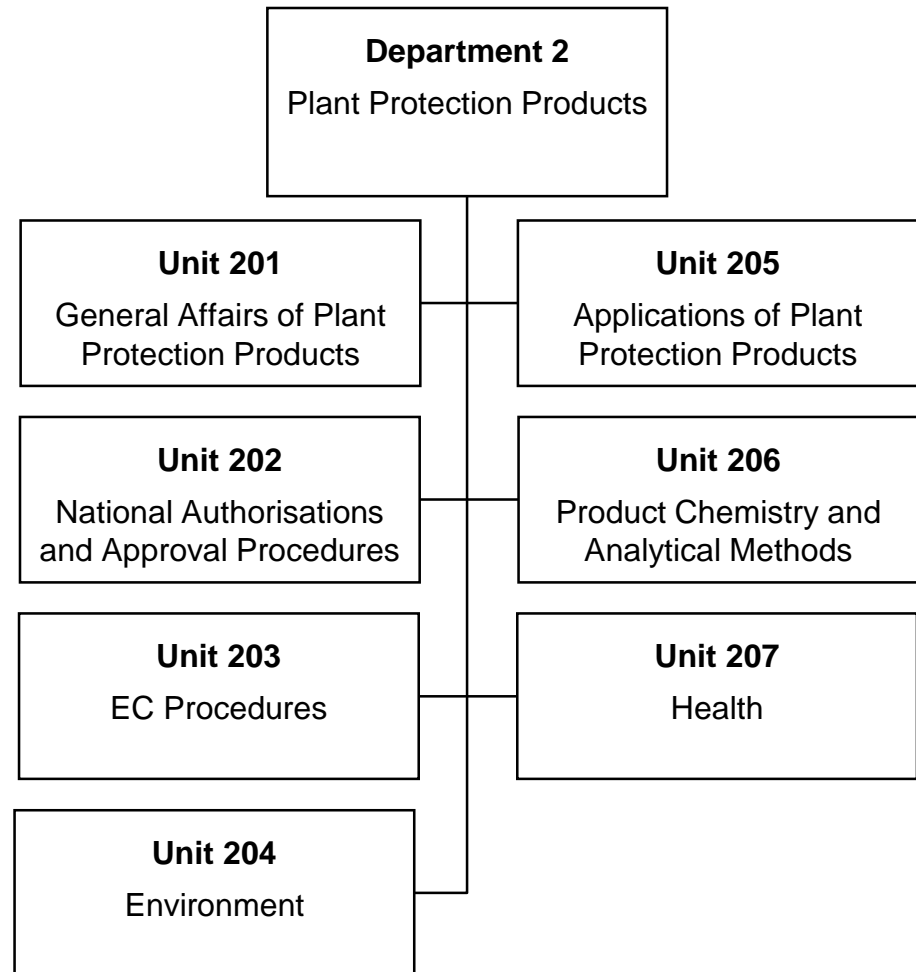 Department 2
Plant Protection Products
Unit 201
General Affairs of Plant
Protection Products
Unit 205
Applications of Plant
Protection Products
Unit 202
National Authorisations
and Approval Procedures
Unit 206
Product Chemistry and
Analytical Methods
Unit 203
EC Procedures
Unit 207
Health
Unit 204
Environment